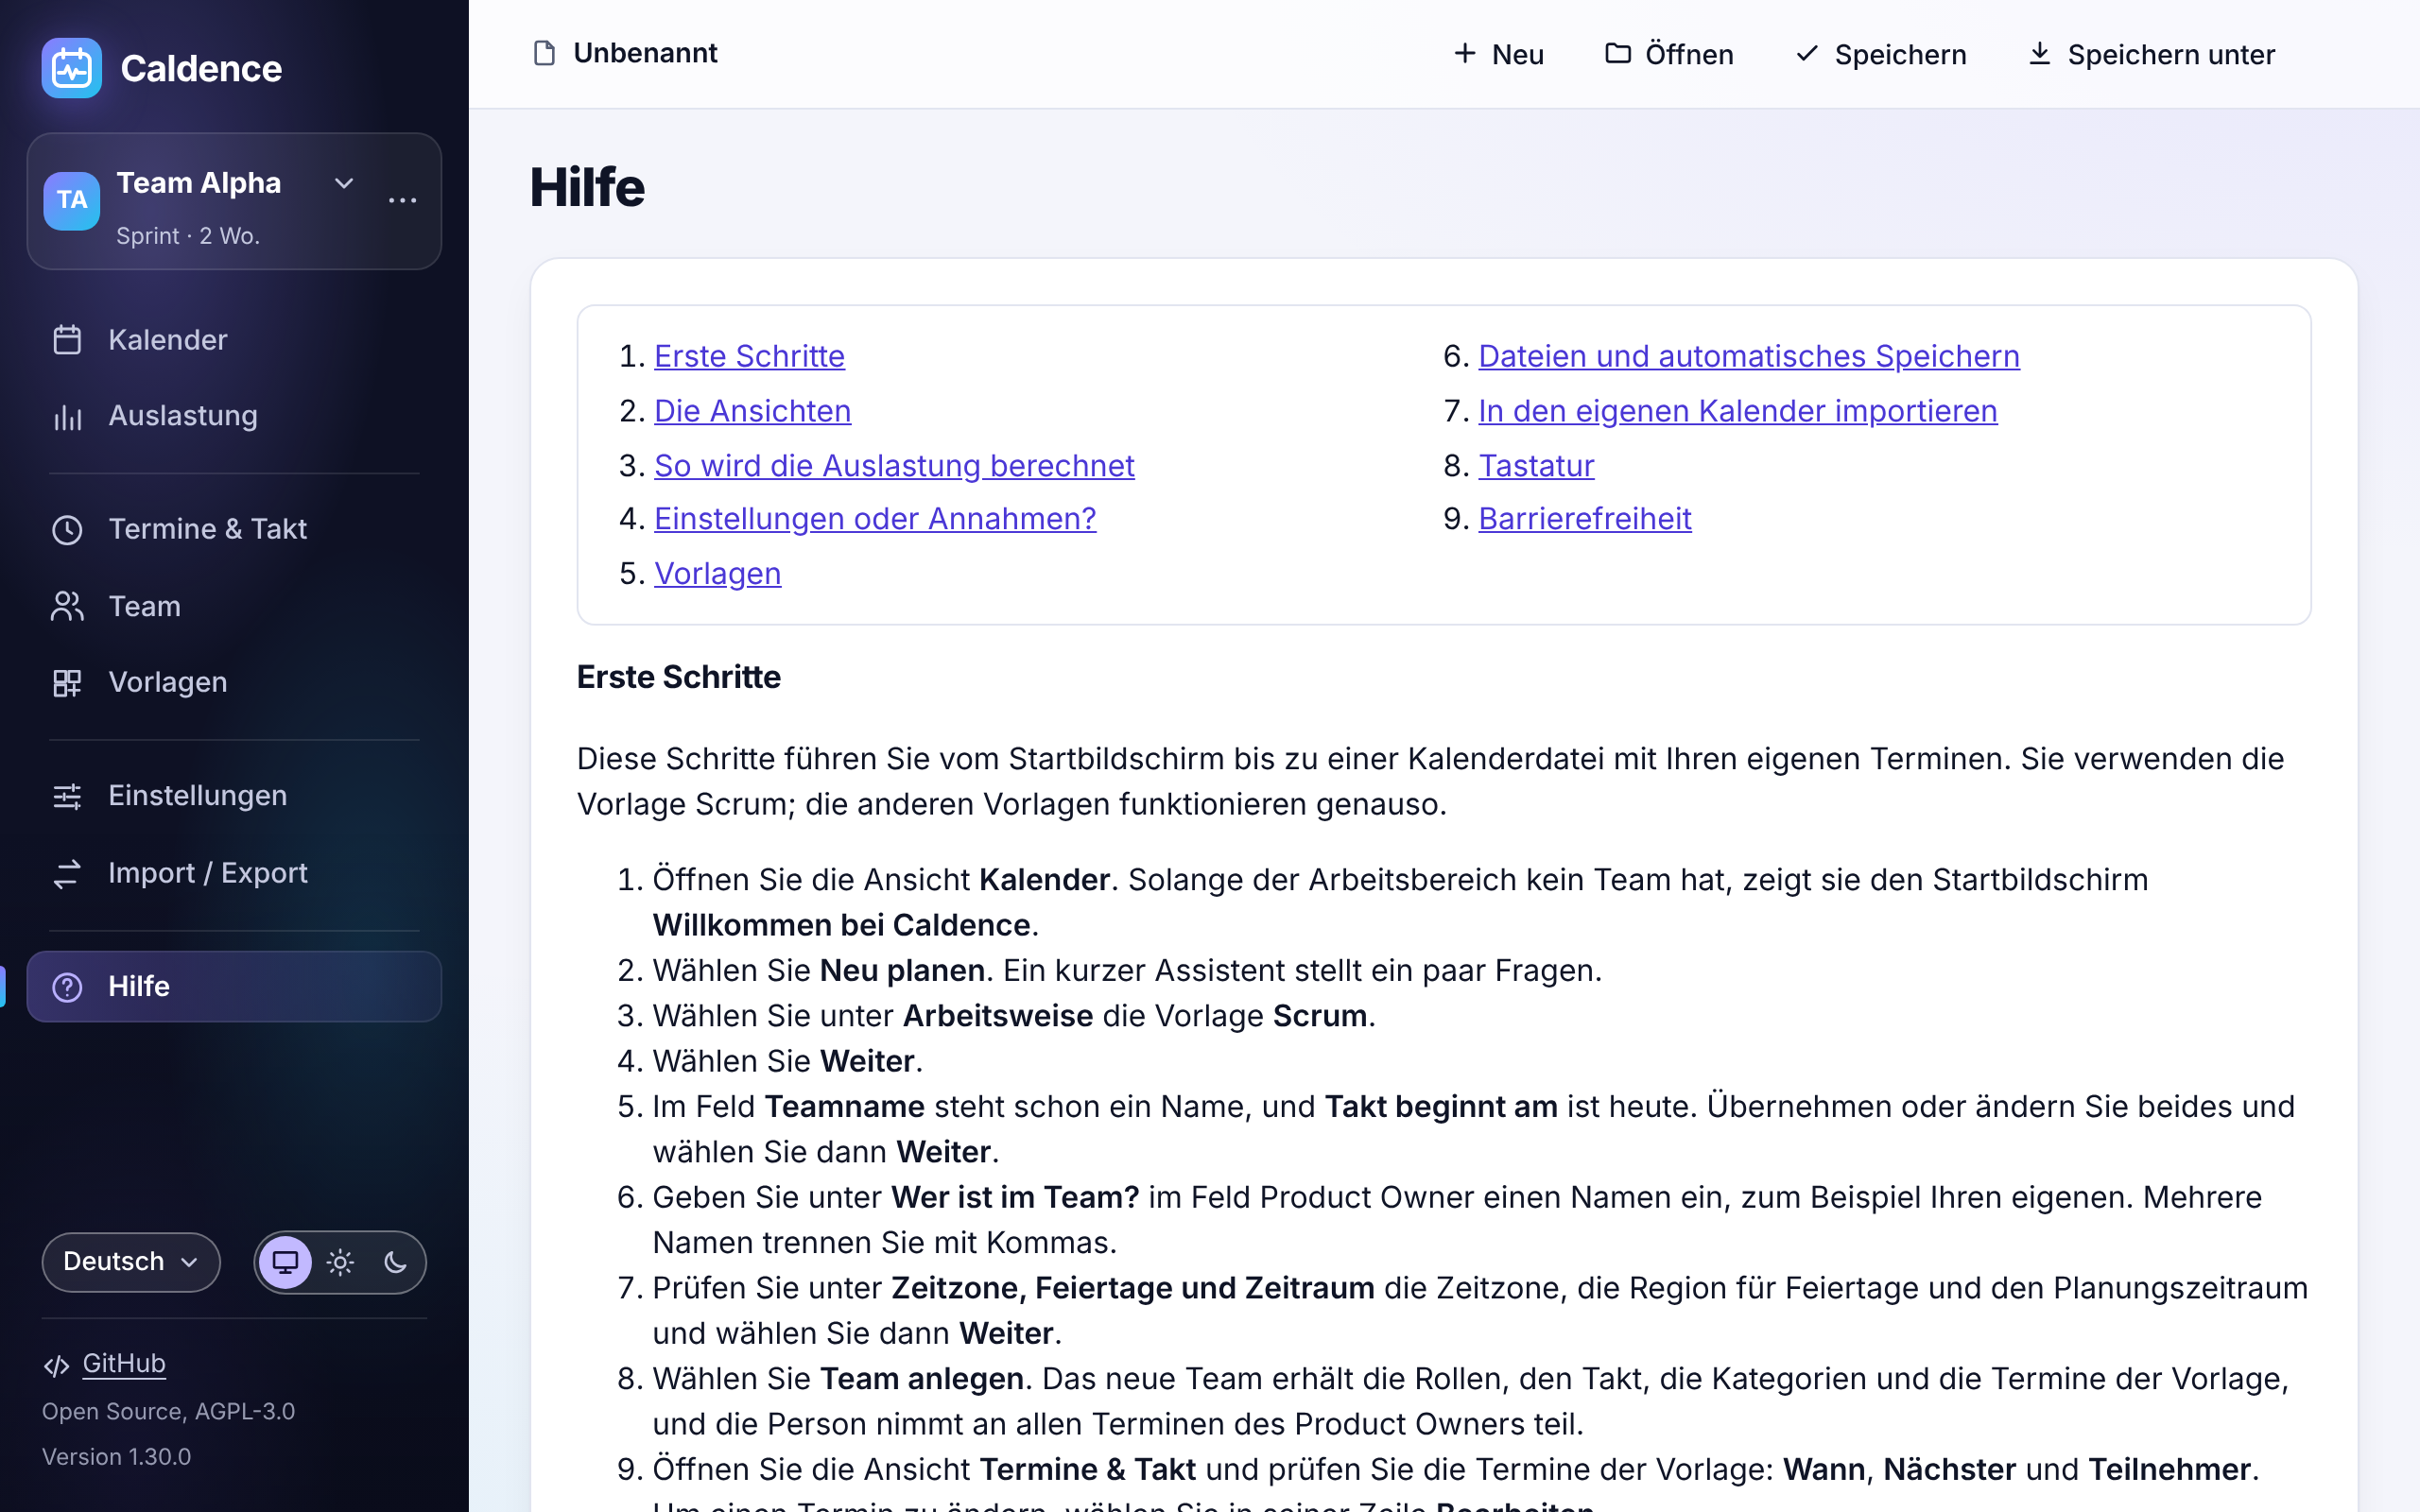 Caldence
TA
Team Alpha
Sprint · 2 Wo.
Kalender
Auslastung
Termine & Takt
Team
Vorlagen
Einstellungen
Import / Export
Hilfe
Deutsch
GitHub
Open Source, AGPL-3.0
Version 1.30.0
Unbenannt
Neu
Öffnen
Speichern
Speichern unter
Hilfe
1. Erste Schritte
2. Die Ansichten
3. So wird die Auslastung berechnet
4. Einstellungen oder Annahmen?
5. Vorlagen
6. Dateien und automatisches Speichern
7. In den eigenen Kalender importieren
8. Tastatur
9. Barrierefreiheit
Erste Schritte
Diese Schritte führen Sie vom Startbildschirm bis zu einer Kalenderdatei mit Ihren eigenen Terminen. Sie verwenden die
Vorlage Scrum; die anderen Vorlagen funktionieren genauso.
1. Öffnen Sie die Ansicht Kalender. Solange der Arbeitsbereich kein Team hat, zeigt sie den Startbildschirm
Willkommen bei Caldence.
2. Wählen Sie Neu planen. Ein kurzer Assistent stellt ein paar Fragen.
3. Wählen Sie unter Arbeitsweise die Vorlage Scrum.
4. Wählen Sie Weiter.
5. Im Feld Teamname steht schon ein Name, und Takt beginnt am ist heute. Übernehmen oder ändern Sie beides und
wählen Sie dann Weiter.
6. Geben Sie unter Wer ist im Team? im Feld Product Owner einen Namen ein, zum Beispiel Ihren eigenen. Mehrere
Namen trennen Sie mit Kommas.
7. Prüfen Sie unter Zeitzone, Feiertage und Zeitraum die Zeitzone, die Region für Feiertage und den Planungszeitraum
und wählen Sie dann Weiter.
8. Wählen Sie Team anlegen. Das neue Team erhält die Rollen, den Takt, die Kategorien und die Termine der Vorlage,
und die Person nimmt an allen Terminen des Product Owners teil.
9. Öffnen Sie die Ansicht Termine & Takt und prüfen Sie die Termine der Vorlage: Wann, Nächster und Teilnehmer.
Um einen Termin zu ändern, wählen Sie in seiner Zeile Bearbeiten.